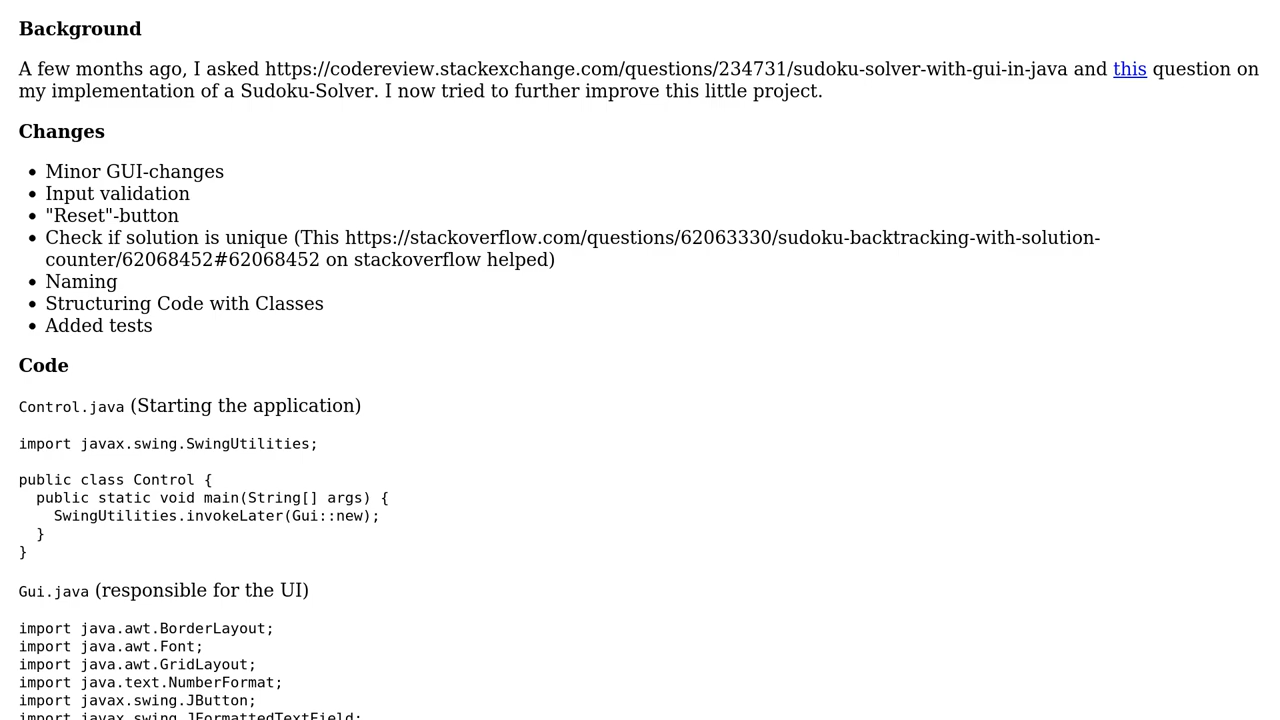 Background
A few months ago, I asked https://codereview.stackexchange.com/questions/234731/sudoku-solver-with-gui-in-java and this question on
my implementation of a Sudoku-Solver. I now tried to further improve this little project.
Changes
• Minor GUI-changes
• Input validation
• "Reset"-button
• Check if solution is unique (This https://stackoverflow.com/questions/62063330/sudoku-backtracking-with-solution-
counter/62068452#62068452 on stackoverflow helped)
• Naming
• Structuring Code with Classes
• Added tests
Code
Control.java (Starting the application)
import javax.swing.SwingUtilities;
public class Control {
  public static void main(String[] args) {
    SwingUtilities.invokeLater(Gui::new);
  }
}
Gui.java (responsible for the UI)
import java.awt.BorderLayout;
import java.awt.Font;
import java.awt.GridLayout;
import java.text.NumberFormat;
import javax.swing.JButton;
import javax.swing.JFormattedTextField;